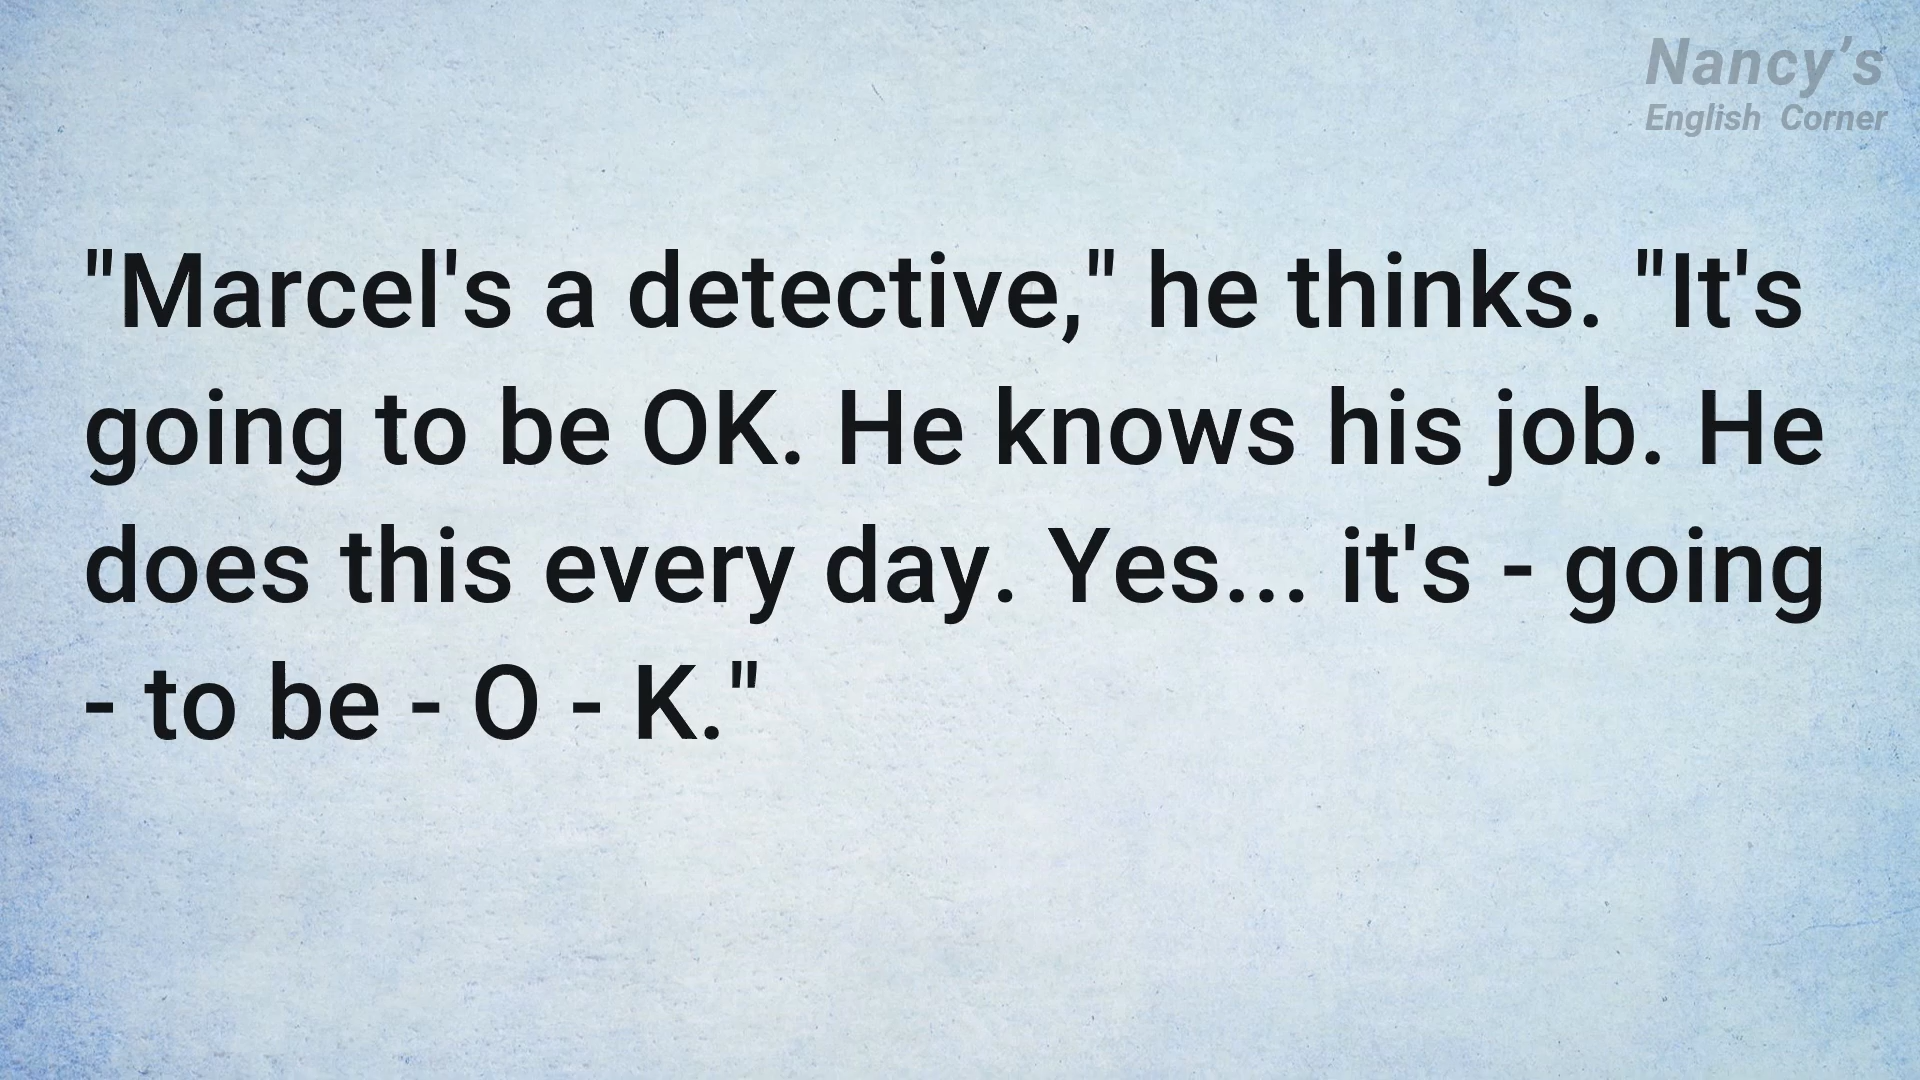 Nancy’s
English Corner
"Marcel's a detective," he thinks. "It's
going to be OK. He knows his job. He
does this every day. Yes... it's - going
- to be - O - K."